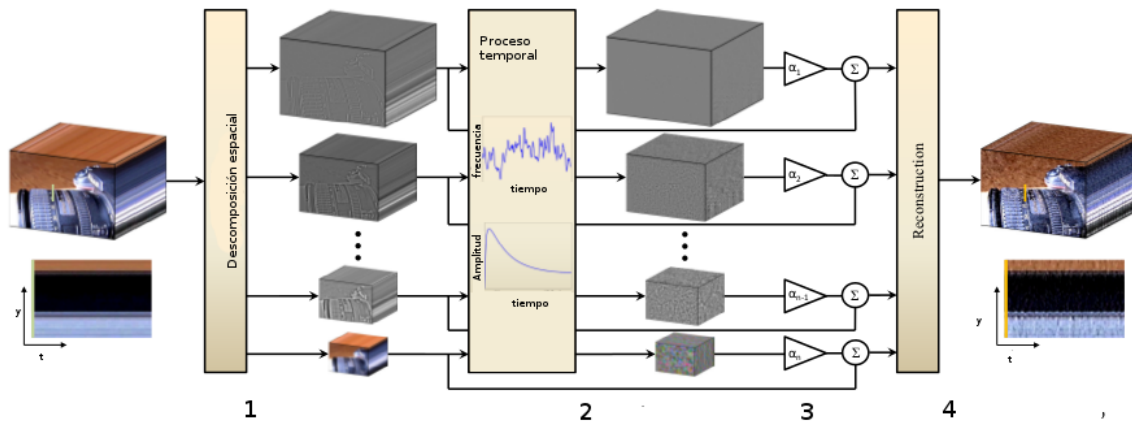 Descomposición espacial
Proceso
temporal
frecuencia
tiempo
Amplitud
tiempo
α1
Σ
α2
Σ
αn-1
Σ
αn
Σ
Reconstruction
y
t
y
t
1
2
3
4
,